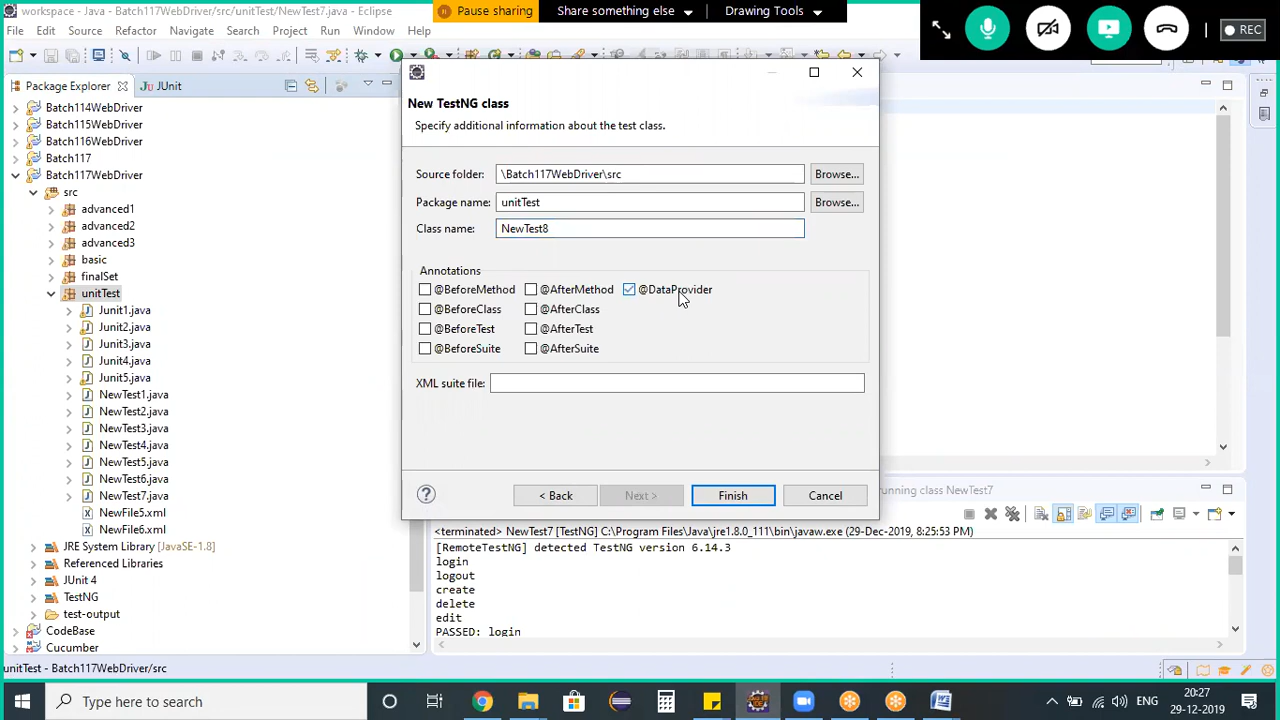 workspace - Java - Batch117WebDriver/src/unitTest/NewTest7.java - Eclipse
Pause sharing
Share something else
Drawing Tools
REC
File Edit Source Refactor Navigate Search Project Run Window Help
Package Explorer
JUnit
Batch114WebDriver
Batch115WebDriver
Batch116WebDriver
Batch117
Batch117WebDriver
src
advanced1
advanced2
advanced3
basic
finalSet
unitTest
Junit1.java
Junit2.java
Junit3.java
Junit4.java
Junit5.java
NewTest1.java
NewTest2.java
NewTest3.java
NewTest4.java
NewTest5.java
NewTest6.java
NewTest7.java
NewFile5.xml
NewFile6.xml
JRE System Library [JavaSE-1.8]
Referenced Libraries
JUnit 4
TestNG
test-output
CodeBase
Cucumber
New TestNG class
Specify additional information about the test class.
Source folder: \Batch117WebDriver\src Browse...
Package name: unitTest Browse...
Class name: NewTest8
Annotations
@BeforeMethod @AfterMethod @DataProvider
@BeforeClass @AfterClass
@BeforeTest @AfterTest
@BeforeSuite @AfterSuite
XML suite file:
? < Back Next > Finish Cancel
running class NewTest7
<terminated> NewTest7 [TestNG] C:\Program Files\Java\jre1.8.0_111\bin\javaw.exe (29-Dec-2019, 8:25:53 PM)
[RemoteTestNG] detected TestNG version 6.14.3
login
logout
create
delete
edit
PASSED: login
unitTest - Batch117WebDriver/src
Type here to search
ENG
20:27
29-12-2019